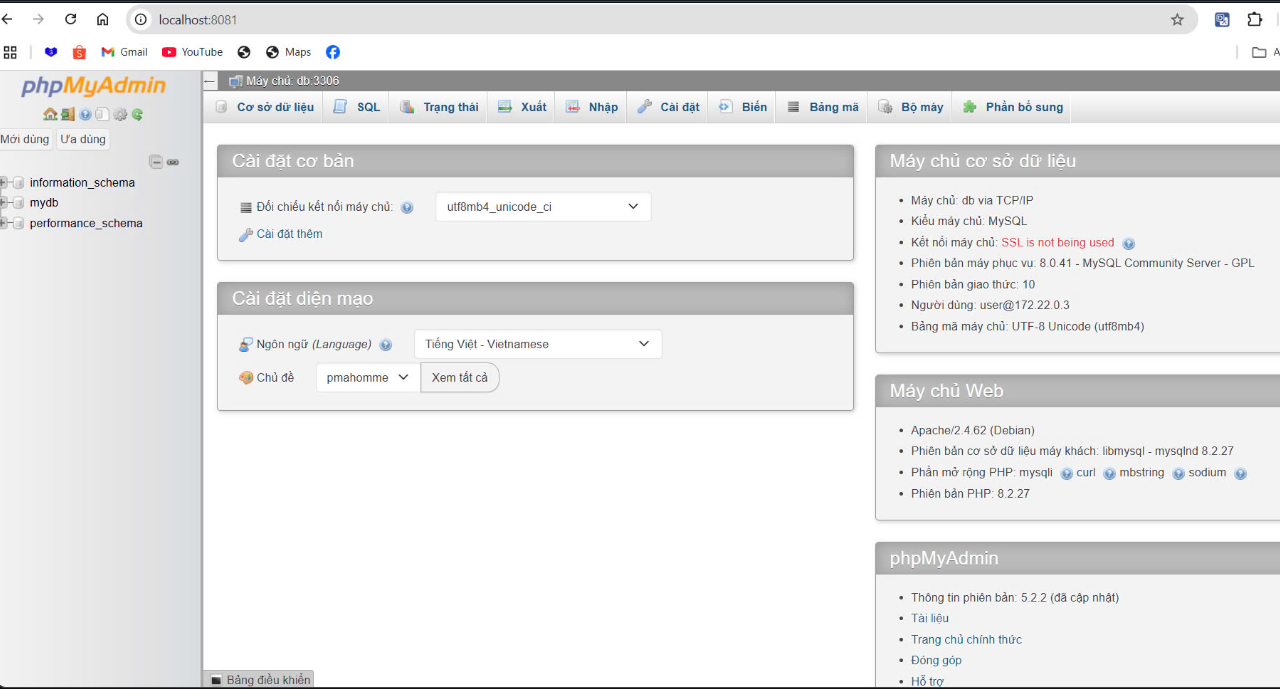 localhost:8081
Gmail YouTube Maps
phpMyAdmin
Mới dùng Ưa dùng
information_schema
mydb
performance_schema
Máy chủ: db:3306
Cơ sở dữ liệu SQL Trạng thái Xuất Nhập Cài đặt Biến Bảng mã Bộ máy Phần bổ sung
Cài đặt cơ bản
Đối chiếu kết nối máy chủ: utf8mb4_unicode_ci
Cài đặt thêm
Cài đặt diện mạo
Ngôn ngữ (Language) Tiếng Việt - Vietnamese
Chủ đề pmahomme Xem tất cả
Máy chủ cơ sở dữ liệu
Máy chủ: db via TCP/IP
Kiểu máy chủ: MySQL
Kết nối máy chủ: SSL is not being used
Phiên bản máy phục vụ: 8.0.41 - MySQL Community Server - GPL
Phiên bản giao thức: 10
Người dùng: user@172.22.0.3
Bảng mã máy chủ: UTF-8 Unicode (utf8mb4)
Máy chủ Web
Apache/2.4.62 (Debian)
Phiên bản cơ sở dữ liệu máy khách: libmysql - mysqlnd 8.2.27
Phần mở rộng PHP: mysqli curl mbstring sodium
Phiên bản PHP: 8.2.27
phpMyAdmin
Thông tin phiên bản: 5.2.2 (đã cập nhật)
Tài liệu
Trang chủ chính thức
Đóng góp
Hỗ trợ
Bảng điều khiển